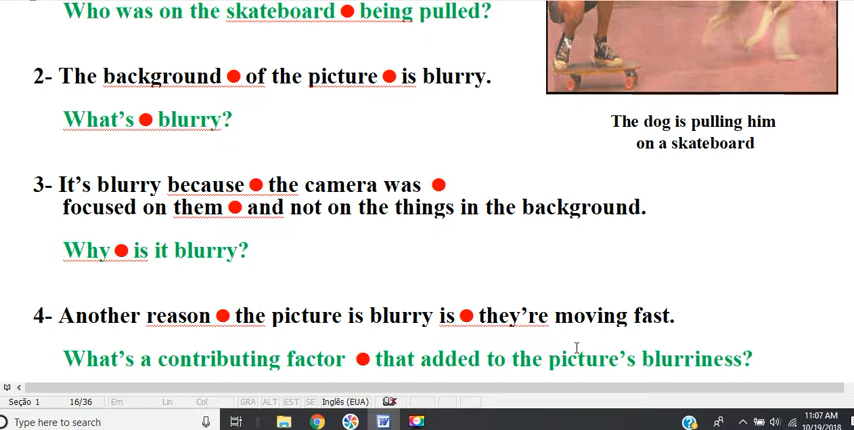 Who was on the skateboard ● being pulled?
2- The background ● of the picture ● is blurry.
What's ● blurry?
The dog is pulling him
on a skateboard
3- It's blurry because ● the camera was ●
focused on them ● and not on the things in the background.
Why ● is it blurry?
4- Another reason ● the picture is blurry is ● they're moving fast.
What's a contributing factor ● that added to the picture's blurriness?
Seção 1 16/36 Em Lin Col GRA ALT EST SE Inglês (EUA)
Type here to search
11:07 AM
10/19/2018